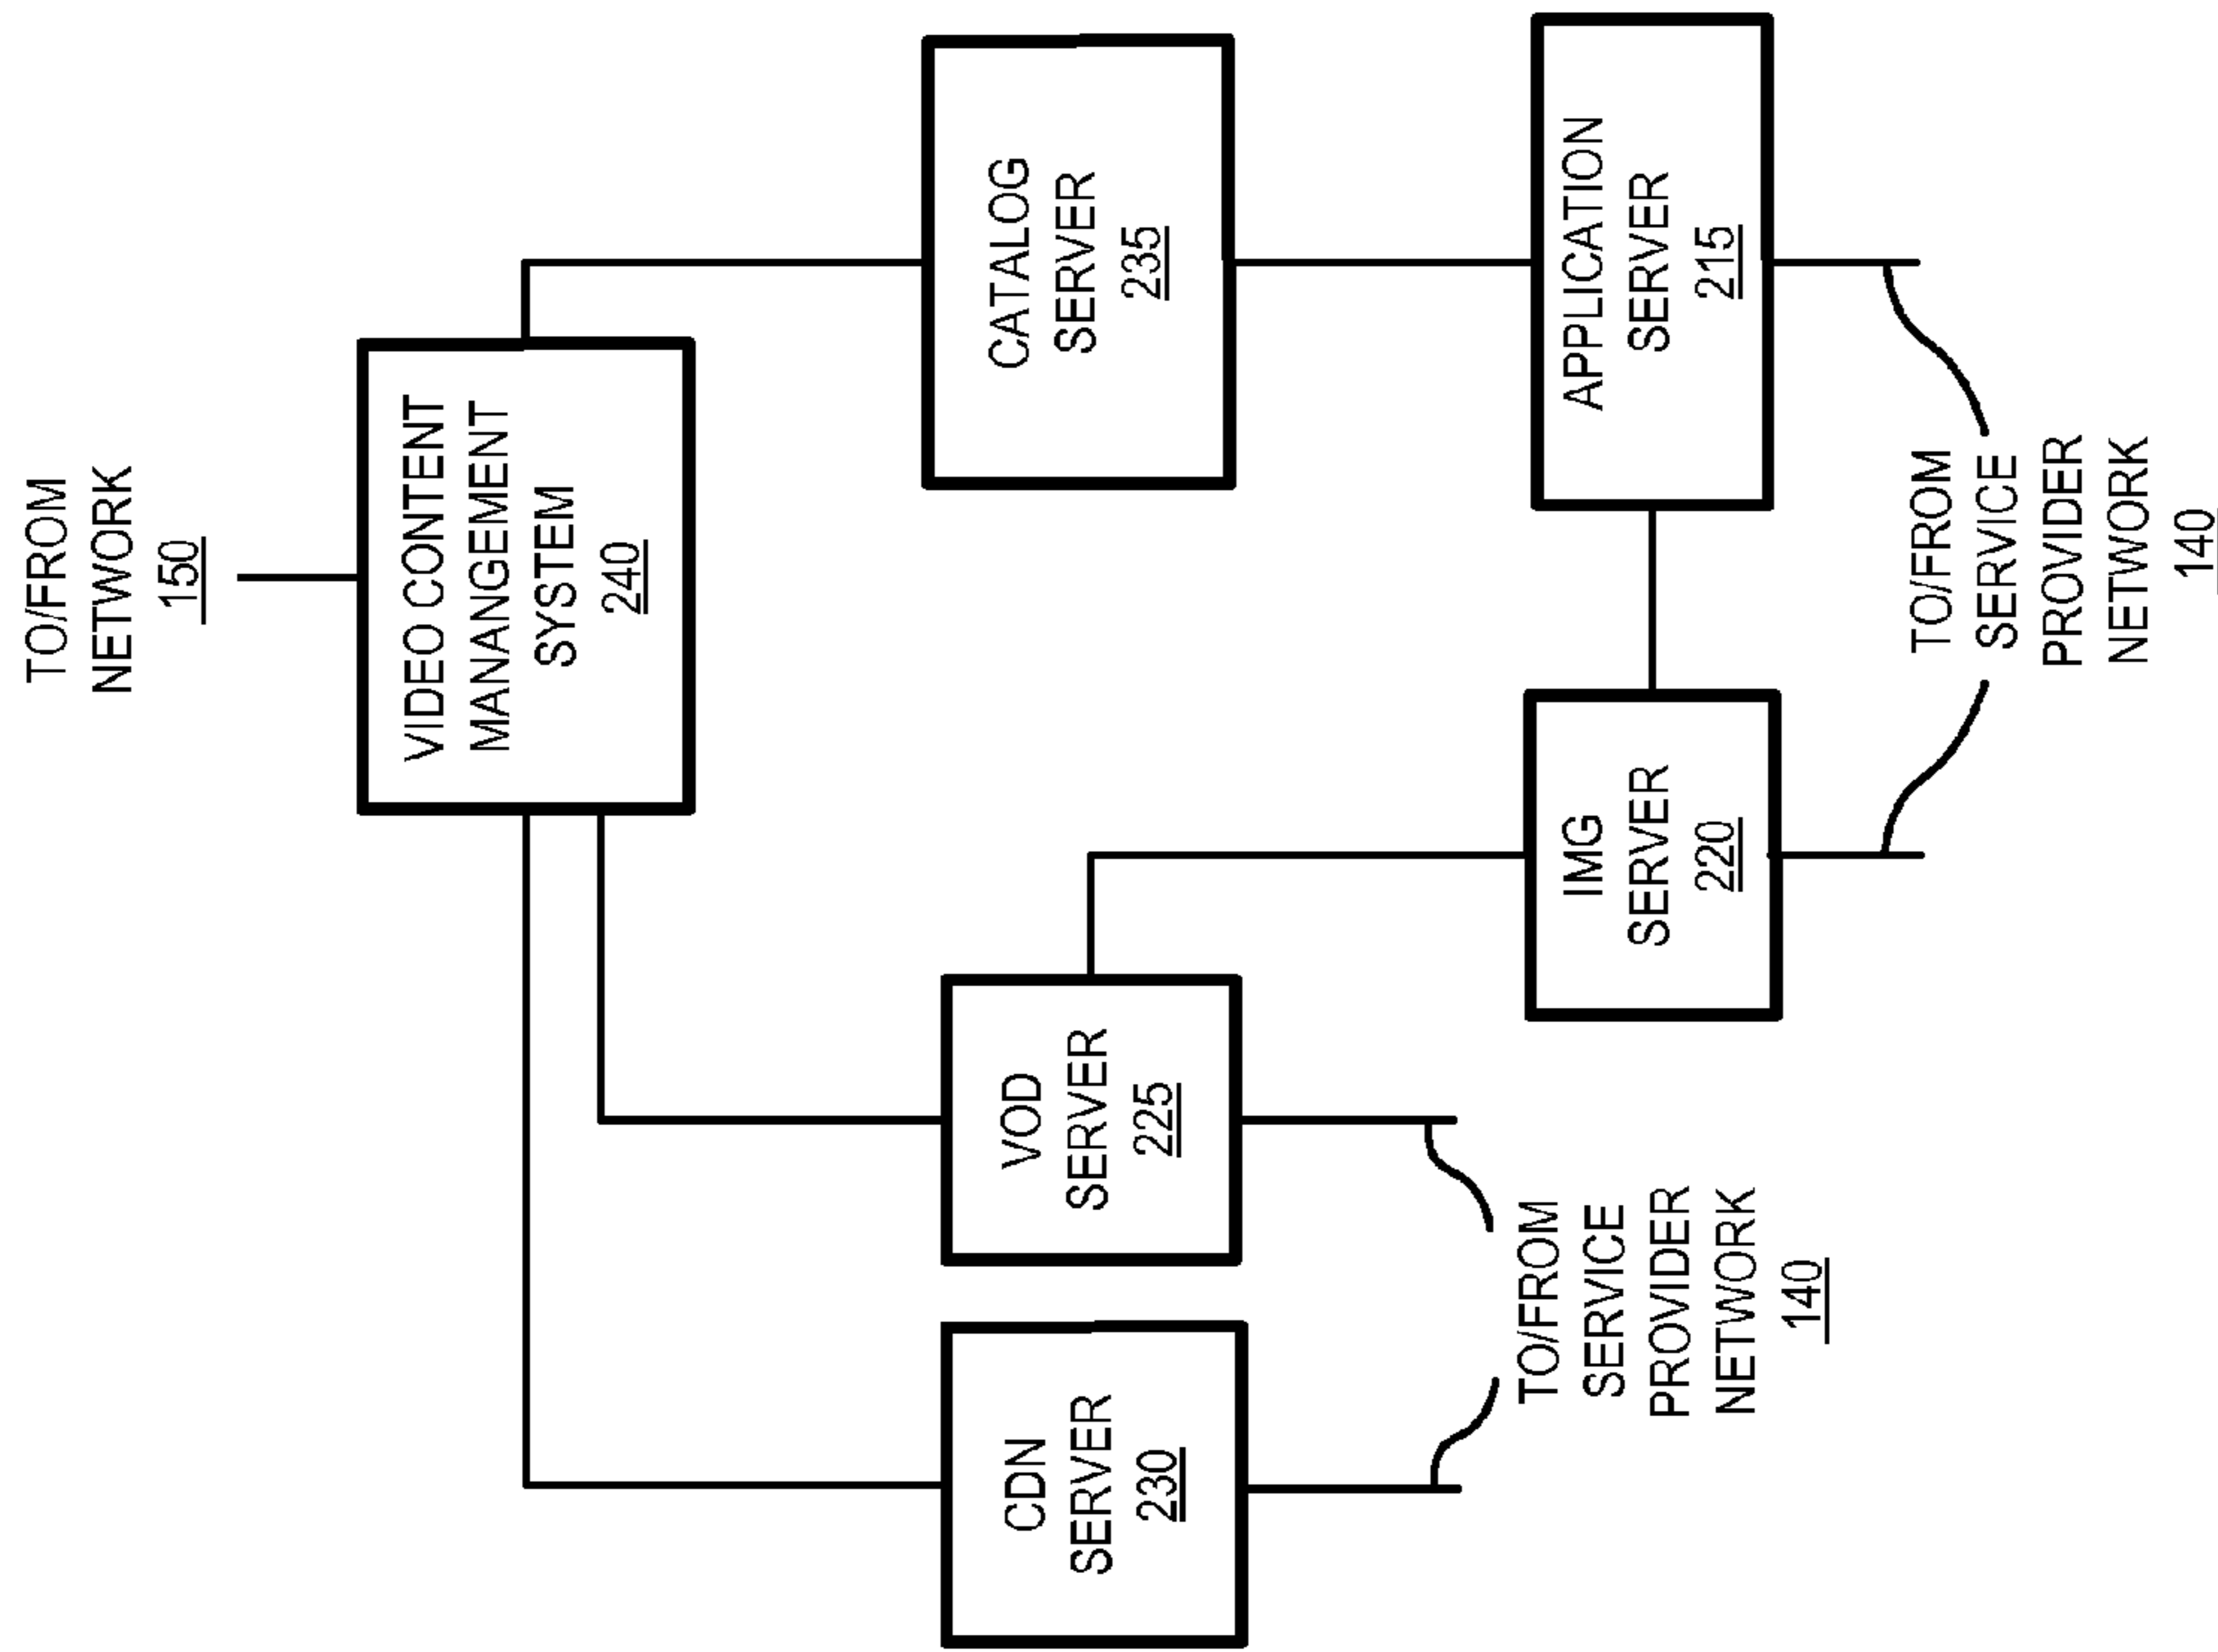 TO/FROM
NETWORK
150
VIDEO CONTENT
MANANGEMENT
SYSTEM
240
CATALOG
SERVER
235
APPLICATION
SERVER
215
CDN
SERVER
230
VOD
SERVER
225
IMG
SERVER
220
TO/FROM
SERVICE
PROVIDER
NETWORK
140
TO/FROM
SERVICE
PROVIDER
NETWORK
140